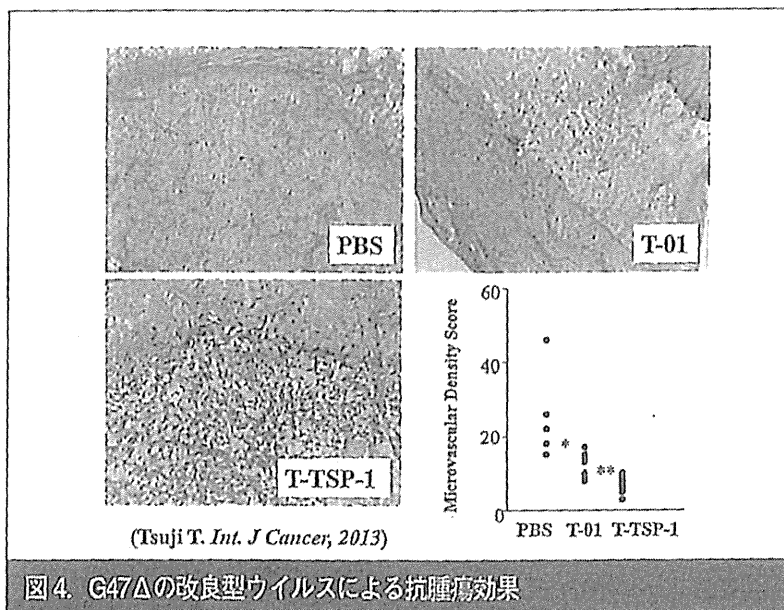 PBS
T-01
T-TSP-1
60
40
20
0
Microvascular Density Score
*
**
PBS T-01 T-TSP-1
(Tsuji T. Int. J Cancer, 2013)
図4. G47Δの改良型ウイルスによる抗腫瘍効果